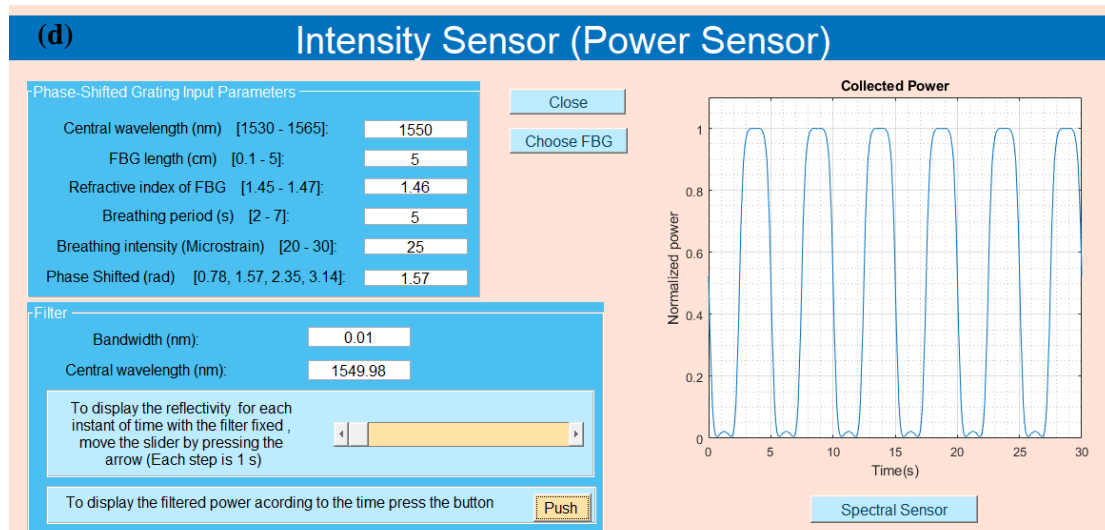 (d)
Intensity Sensor (Power Sensor)
Phase-Shifted Grating Input Parameters
Central wavelength (nm) [1530 - 1565]: 1550
FBG length (cm) [0.1 - 5]: 5
Refractive index of FBG [1.45 - 1.47]: 1.46
Breathing period (s) [2 - 7]: 5
Breathing intensity (Microstrain) [20 - 30]: 25
Phase Shifted (rad) [0.78, 1.57, 2.35, 3.14]: 1.57
Filter
Bandwidth (nm): 0.01
Central wavelength (nm): 1549.98
To display the reflectivity for each
instant of time with the filter fixed ,
move the slider by pressing the
arrow (Each step is 1 s)
To display the filtered power acording to the time press the button Push
Close
Choose FBG
Collected Power
Normalized power
1
0.8
0.6
0.4
0.2
0
0 5 10 15 20 25 30
Time(s)
Spectral Sensor